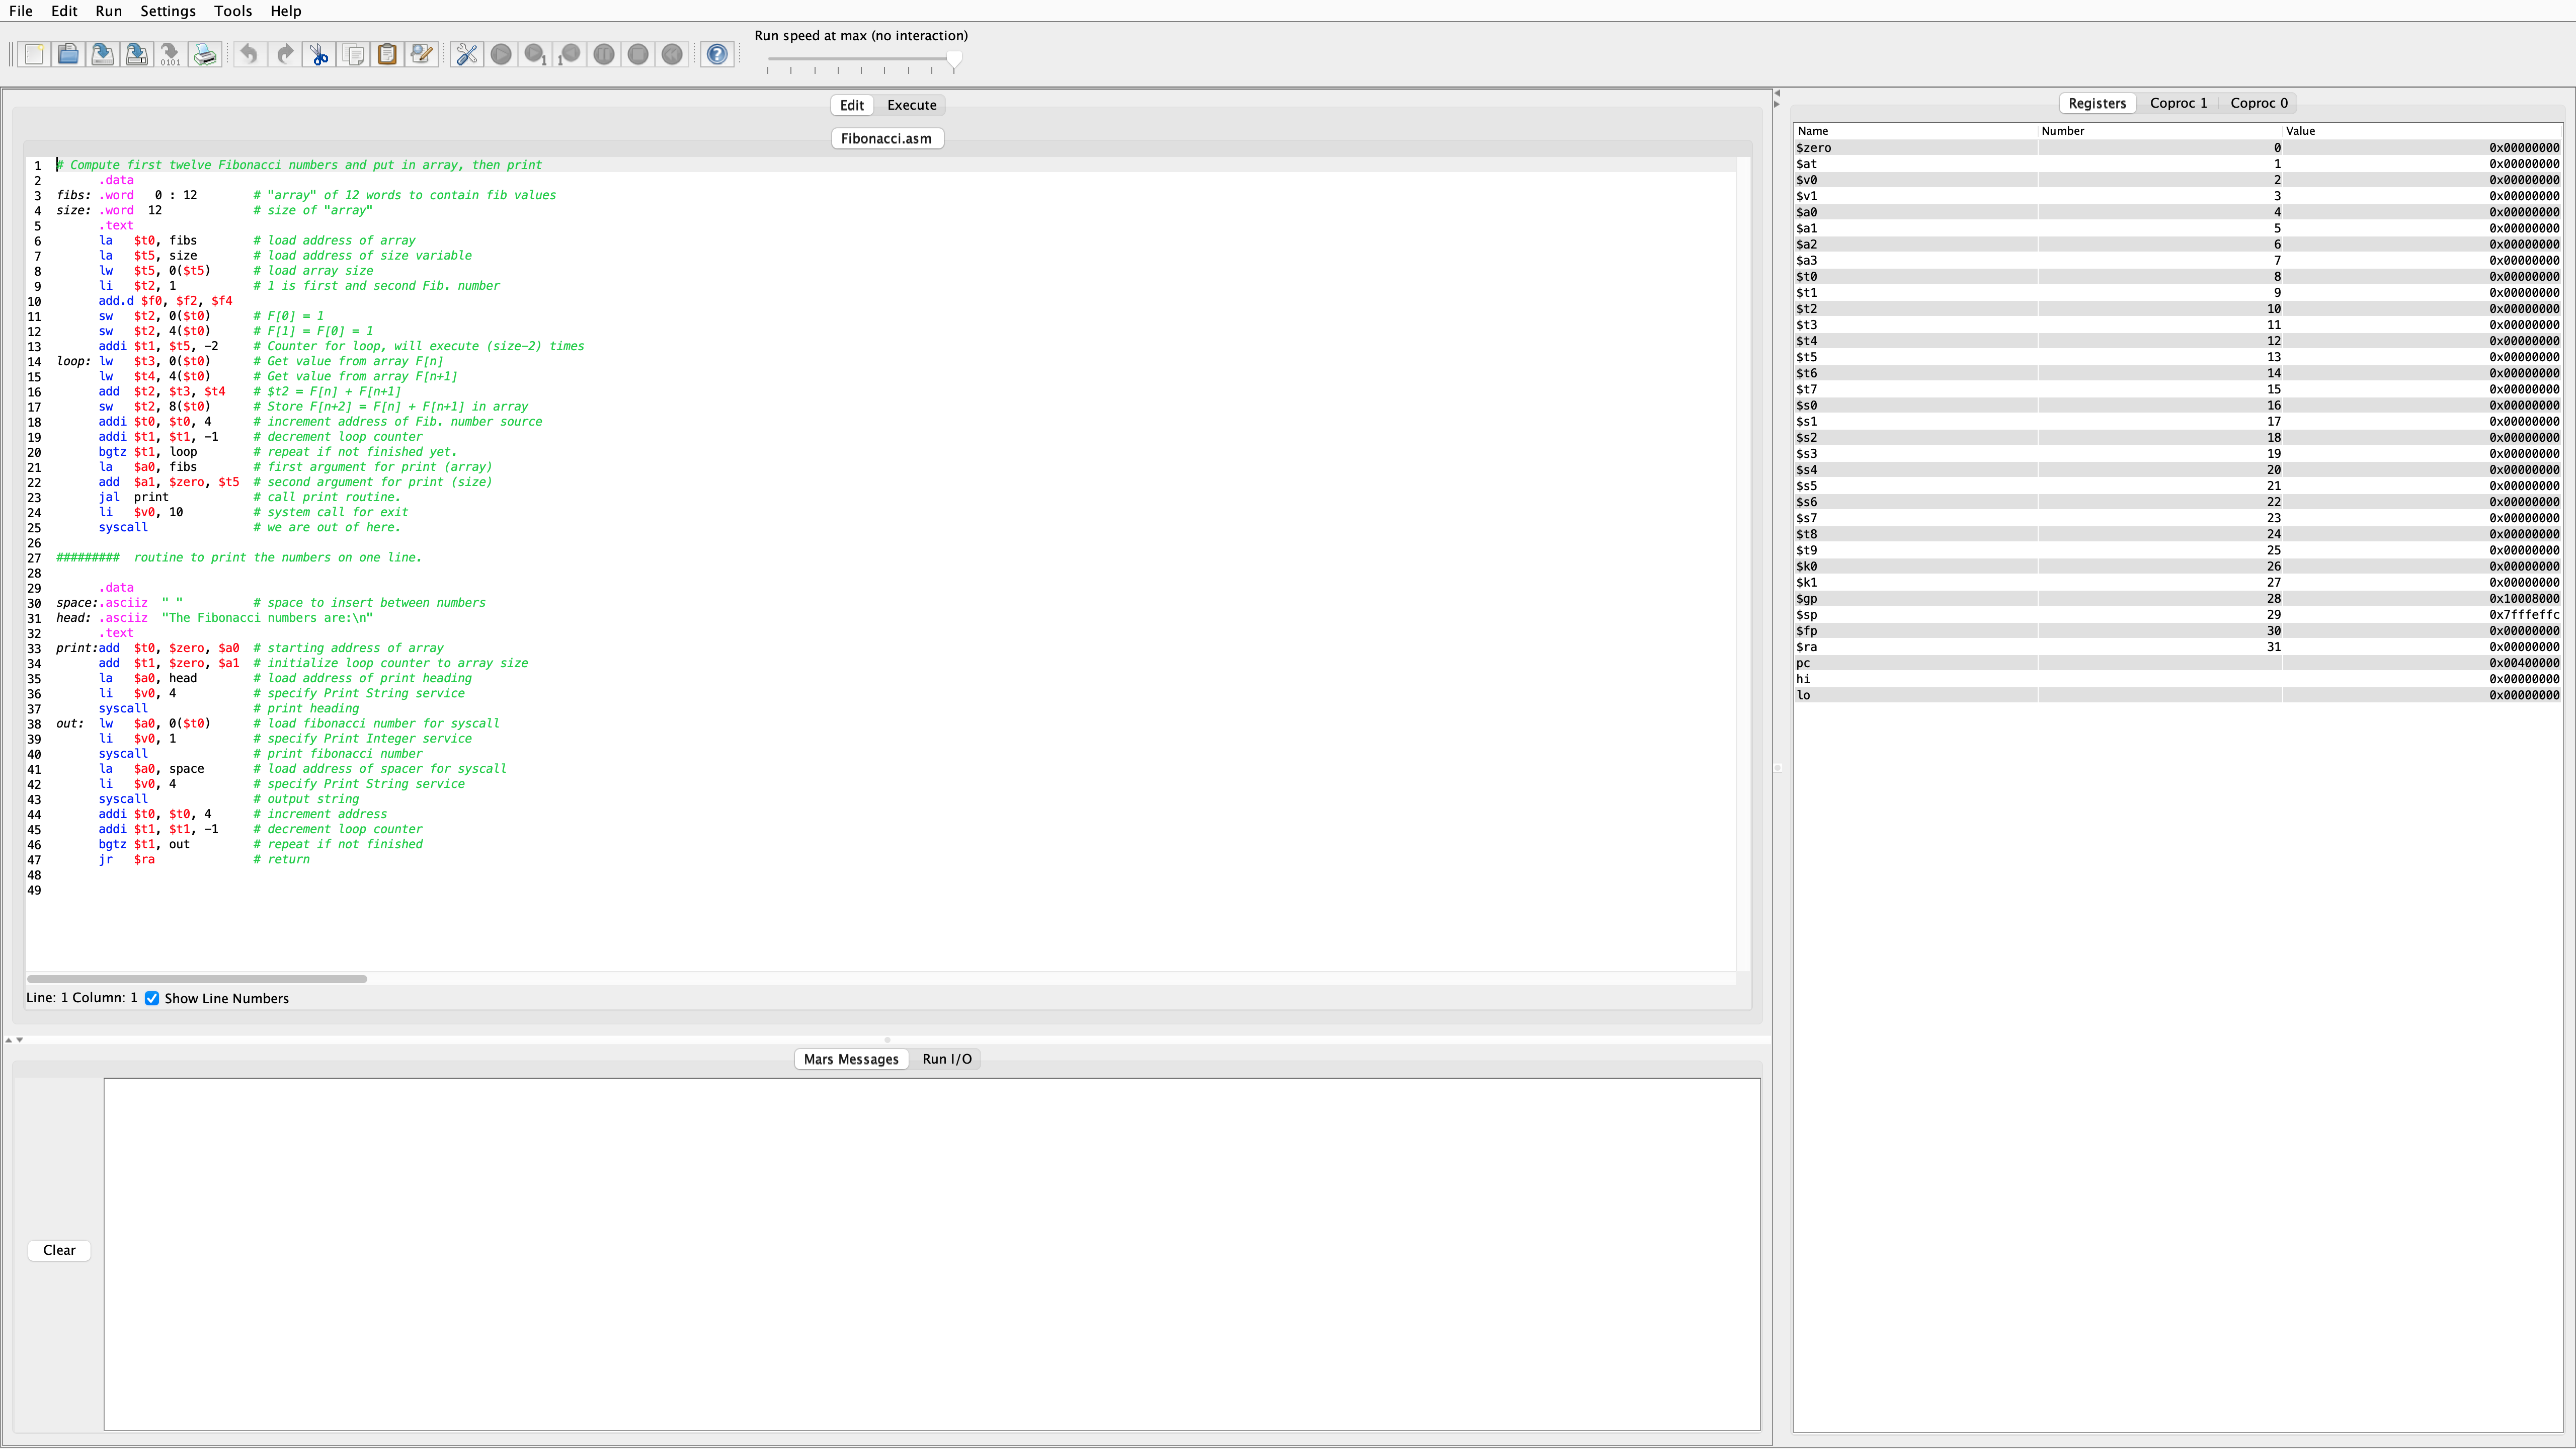 File Edit Run Settings Tools Help
Run speed at max (no interaction)
0101 1 1 ?
Edit Execute
Fibonacci.asm
1 # Compute first twelve Fibonacci numbers and put in array, then print
2 .data
3 fibs: .word 0 : 12 # "array" of 12 words to contain fib values
4 size: .word 12 # size of "array"
5 .text
6 la $t0, fibs # load address of array
7 la $t5, size # load address of size variable
8 lw $t5, 0($t5) # load array size
9 li $t2, 1 # 1 is first and second Fib. number
10 add.d $f0, $f2, $f4
11 sw $t2, 0($t0) # F[0] = 1
12 sw $t2, 4($t0) # F[1] = F[0] = 1
13 addi $t1, $t5, -2 # Counter for loop, will execute (size-2) times
14 loop: lw $t3, 0($t0) # Get value from array F[n]
15 lw $t4, 4($t0) # Get value from array F[n+1]
16 add $t2, $t3, $t4 # $t2 = F[n] + F[n+1]
17 sw $t2, 8($t0) # Store F[n+2] = F[n] + F[n+1] in array
18 addi $t0, $t0, 4 # increment address of Fib. number source
19 addi $t1, $t1, -1 # decrement loop counter
20 bgtz $t1, loop # repeat if not finished yet.
21 la $a0, fibs # first argument for print (array)
22 add $a1, $zero, $t5 # second argument for print (size)
23 jal print # call print routine.
24 li $v0, 10 # system call for exit
25 syscall # we are out of here.
26
27 ######### routine to print the numbers on one line.
28
29 .data
30 space:.asciiz " " # space to insert between numbers
31 head: .asciiz "The Fibonacci numbers are:\n"
32 .text
33 print:add $t0, $zero, $a0 # starting address of array
34 add $t1, $zero, $a1 # initialize loop counter to array size
35 la $a0, head # load address of print heading
36 li $v0, 4 # specify Print String service
37 syscall # print heading
38 out: lw $a0, 0($t0) # load fibonacci number for syscall
39 li $v0, 1 # specify Print Integer service
40 syscall # print fibonacci number
41 la $a0, space # load address of spacer for syscall
42 li $v0, 4 # specify Print String service
43 syscall # output string
44 addi $t0, $t0, 4 # increment address
45 addi $t1, $t1, -1 # decrement loop counter
46 bgtz $t1, out # repeat if not finished
47 jr $ra # return
48
49
Line: 1 Column: 1 Show Line Numbers
Mars Messages Run I/O
Clear
Registers Coproc 1 Coproc 0
Name Number Value
$zero 0 0x00000000
$at 1 0x00000000
$v0 2 0x00000000
$v1 3 0x00000000
$a0 4 0x00000000
$a1 5 0x00000000
$a2 6 0x00000000
$a3 7 0x00000000
$t0 8 0x00000000
$t1 9 0x00000000
$t2 10 0x00000000
$t3 11 0x00000000
$t4 12 0x00000000
$t5 13 0x00000000
$t6 14 0x00000000
$t7 15 0x00000000
$s0 16 0x00000000
$s1 17 0x00000000
$s2 18 0x00000000
$s3 19 0x00000000
$s4 20 0x00000000
$s5 21 0x00000000
$s6 22 0x00000000
$s7 23 0x00000000
$t8 24 0x00000000
$t9 25 0x00000000
$k0 26 0x00000000
$k1 27 0x00000000
$gp 28 0x10008000
$sp 29 0x7fffeffc
$fp 30 0x00000000
$ra 31 0x00000000
pc 0x00400000
hi 0x00000000
lo 0x00000000